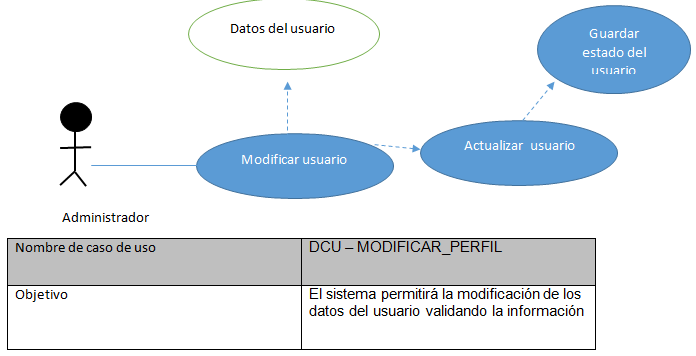 Datos del usuario
Guardar
estado del
usuario
Modificar usuario
Actualizar usuario
Administrador
Nombre de caso de uso
DCU – MODIFICAR_PERFIL
Objetivo
El sistema permitirá la modificación de los
datos del usuario validando la información